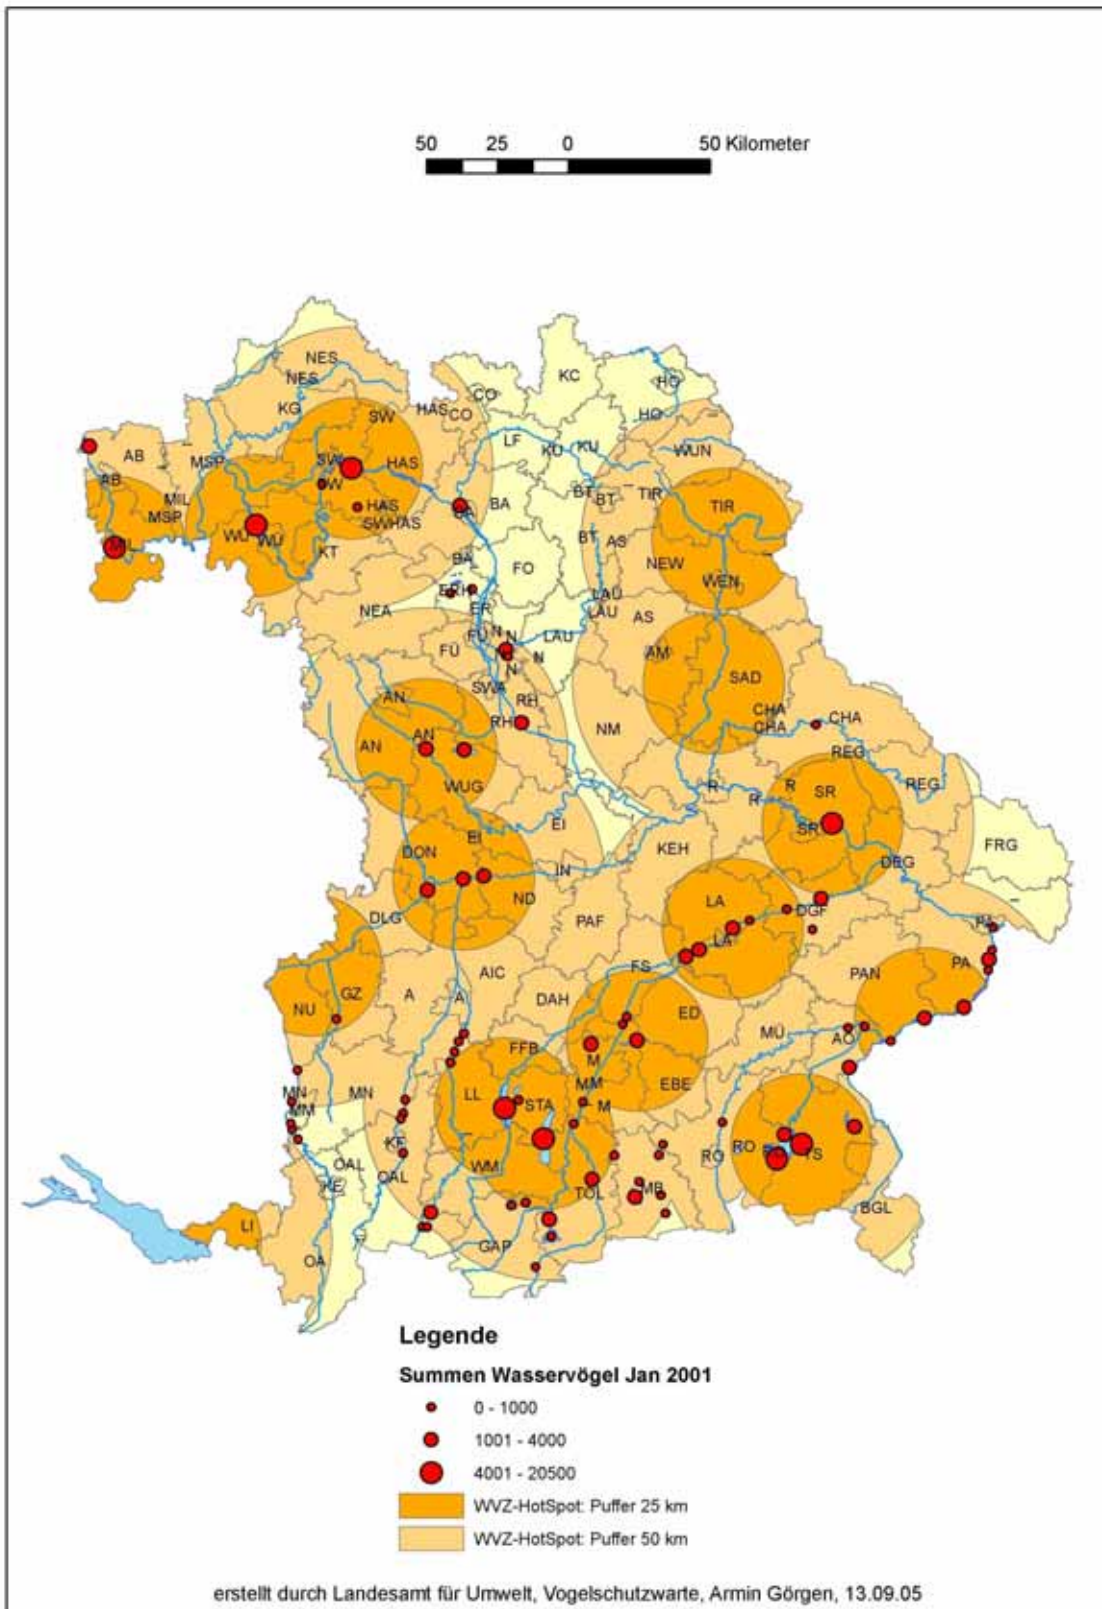 50 25 0 50 Kilometer
NES
NES
KG
SW
HAS
CO
CO
KC
HO
HO
LF
KU
KU
WUN
AB
AB
MSP
MIL
MSP
MIL
SW
SW
HAS
HAS
SWHAS
BA
BA
BT
BT
TIR
TIR
WÜ
WÜ
KT
BA
FO
BT
AS
NEW
WEN
NEA
ERH
ER
LAU
LAU
LAU
AS
FÜ
FÜ
N
N
N
N
N
AM
SAD
SWA
RH
RH
NM
CHA
CHA
CHA
AN
AN
AN
WUG
REG
REG
R
R
R
SR
SR
EI
EI
DON
IN
KEH
DEG
FRG
ND
DLG
PAF
LA
LA
DGF
PA
PA
PAN
NU
GZ
A
A
AIC
DAH
FS
ED
MÜ
AÖ
FFB
M
MM
M
EBE
MN
MM
MN
LL
STA
KF
WM
TÖL
MB
RO
RO
RO
TS
BGL
OAL
OAL
KE
LI
OA
GAP
Legende
Summen Wasservögel Jan 2001
0 - 1000
1001 - 4000
4001 - 20500
WVZ-HotSpot: Puffer 25 km
WVZ-HotSpot: Puffer 50 km
erstellt durch Landesamt für Umwelt, Vogelschutzwarte, Armin Görgen, 13.09.05